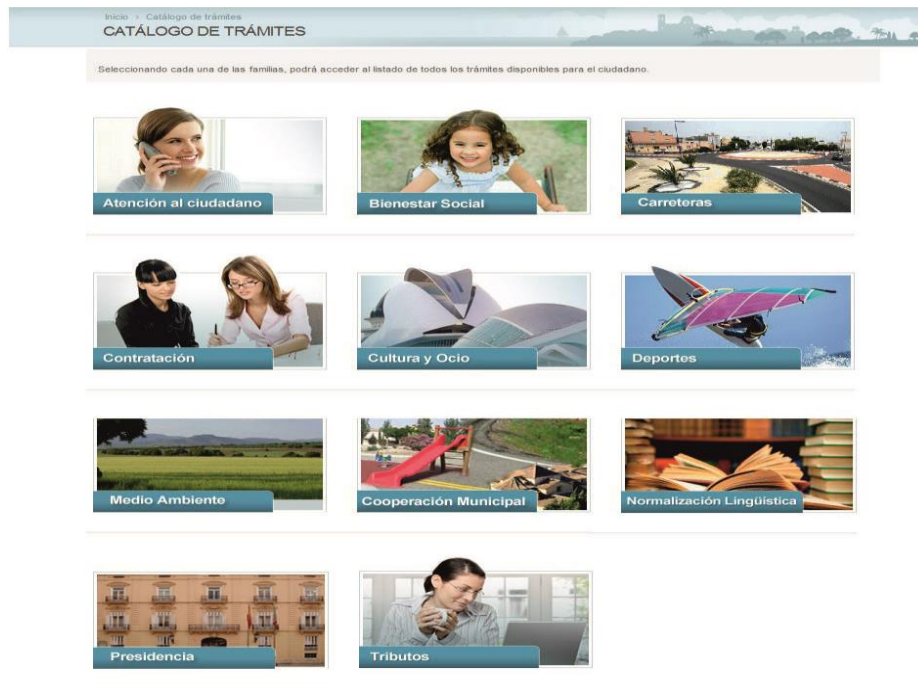 Inicio > Catálogo de trámites
CATÁLOGO DE TRÁMITES
Seleccionando cada una de las familias, podrá acceder al listado de todos los trámites disponibles para el ciudadano.
Atención al ciudadano
Bienestar Social
Carreteras
Contratación
Cultura y Ocio
Deportes
Medio Ambiente
Cooperación Municipal
Normalización Lingüística
Presidencia
Tributos